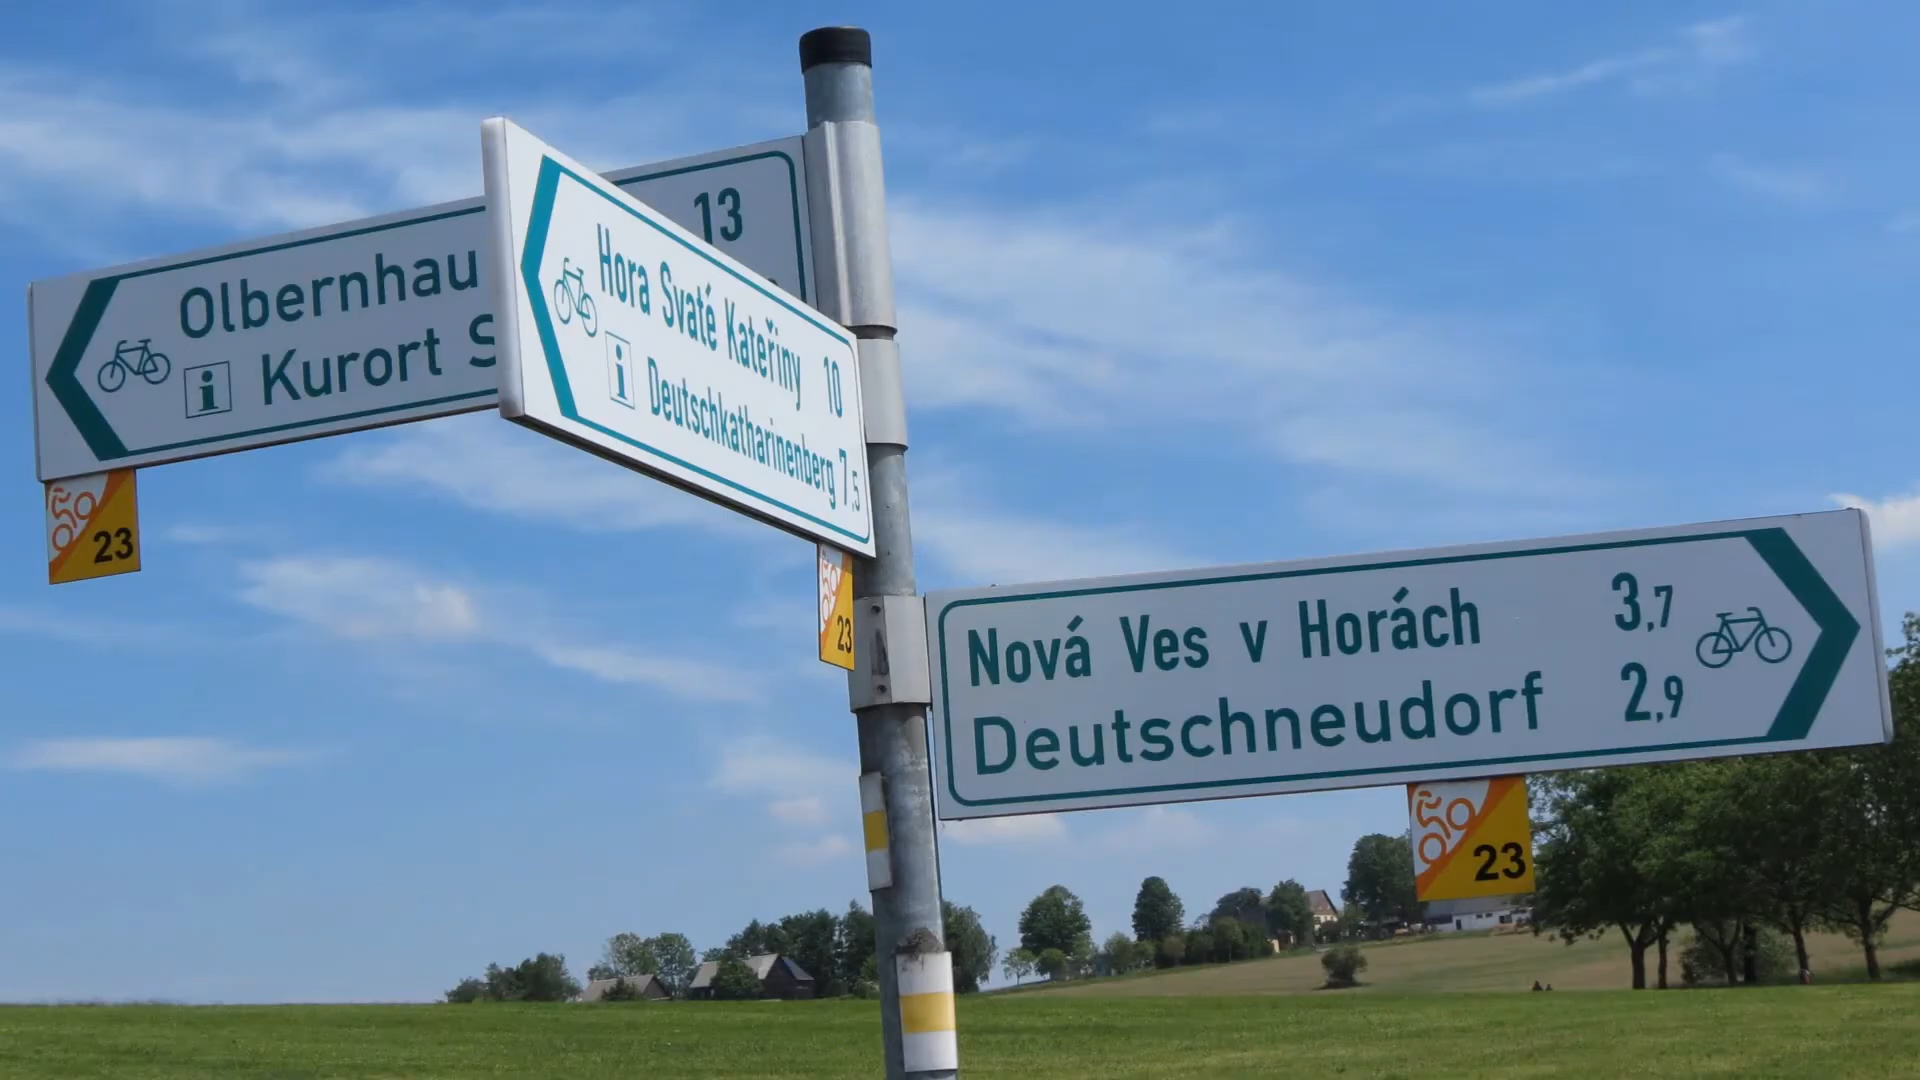 Olbernhau 13
i Kurort
23
Hora Svaté Kateřiny 10
i Deutschkatharinenberg 7,5
23
Nová Ves v Horách 3,7
Deutschneudorf 2,9
23